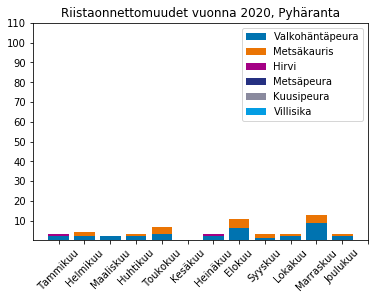 Riistaonnettomuudet vuonna 2020, Pyhäranta
110
100
90
80
70
60
50
40
30
20
10
Valkohäntäpeura
Metsäkauris
Hirvi
Metsäpeura
Kuusipeura
Villisika
Tammikuu
Helmikuu
Maaliskuu
Huhtikuu
Toukokuu
Kesäkuu
Heinäkuu
Elokuu
Syyskuu
Lokakuu
Marraskuu
Joulukuu